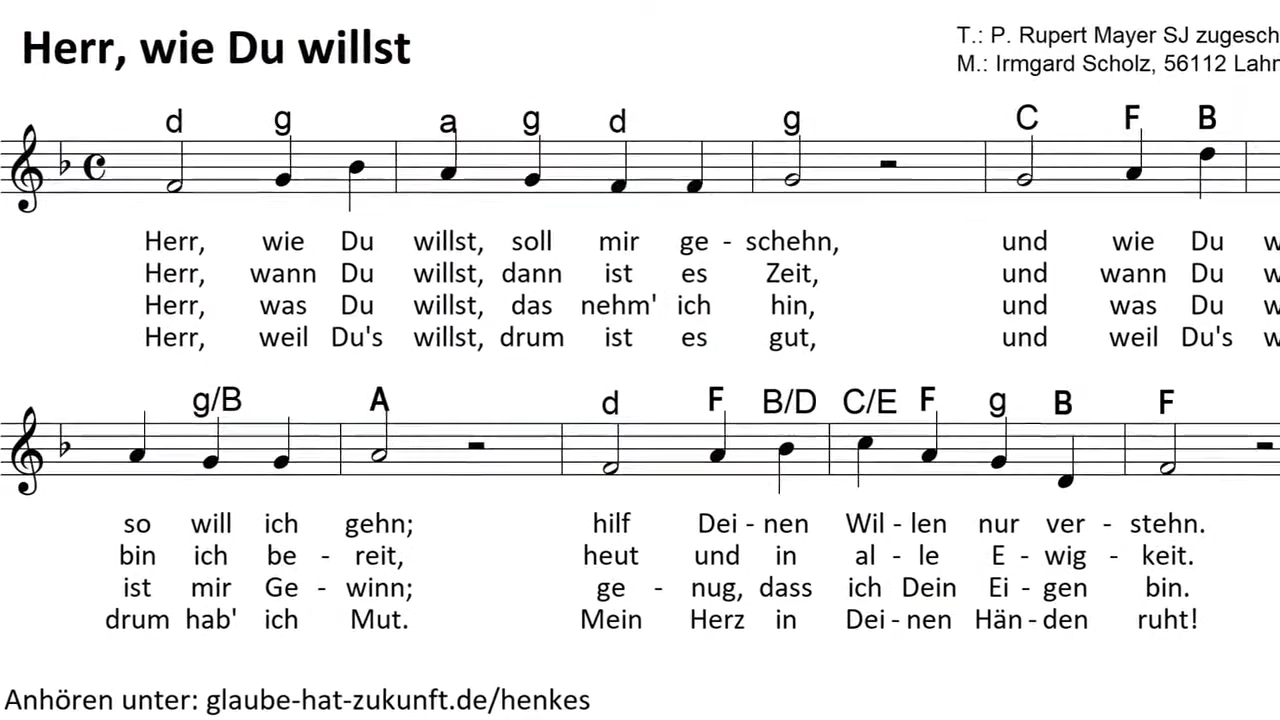 Herr, wie Du willst
T.: P. Rupert Mayer SJ
M.: Irmgard Scholz, 56112
d g a g d g C F B
Herr, wie Du willst, soll mir ge - schehn, und wie Du
Herr, wann Du willst, dann ist es Zeit, und wann Du
Herr, was Du willst, das nehm' ich hin, und was Du
Herr, weil Du's willst, drum ist es gut, und weil Du's
g/B A d F B/D C/E F g B F
so will ich gehn; hilf Dei - nen Wil - len nur ver - stehn.
bin ich be - reit, heut und in al - le E - wig - keit.
ist mir Ge - winn; ge - nug, dass ich Dein Ei - gen bin.
drum hab' ich Mut. Mein Herz in Dei - nen Hän - den ruht!
Anhören unter: glaube-hat-zukunft.de/henkes